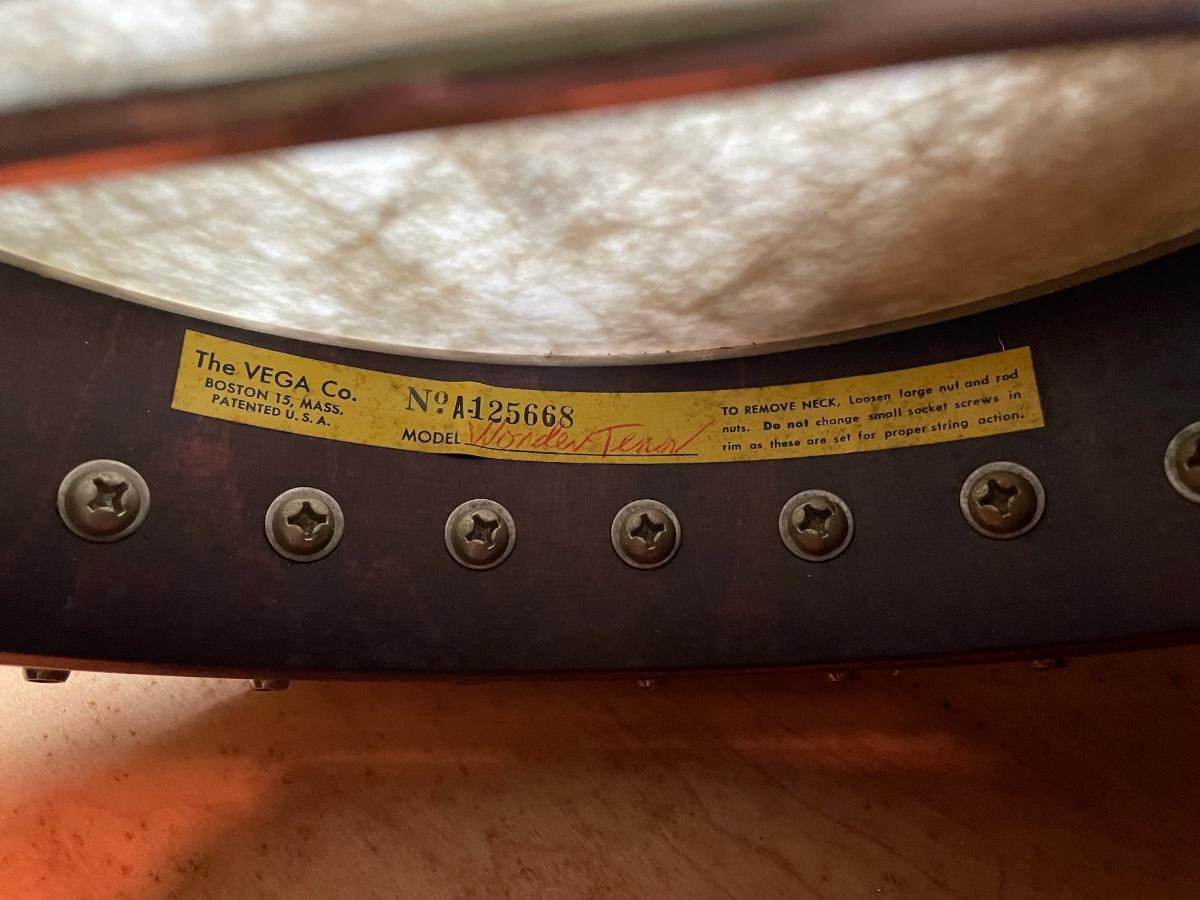 The VEGA Co.
BOSTON 15, MASS.
PATENTED U. S. A.
Nº A-125668
MODEL Wonder Tenor
TO REMOVE NECK, Loosen large nut and rod
nuts. Do not change small socket screws in
rim as these are set for proper string action.